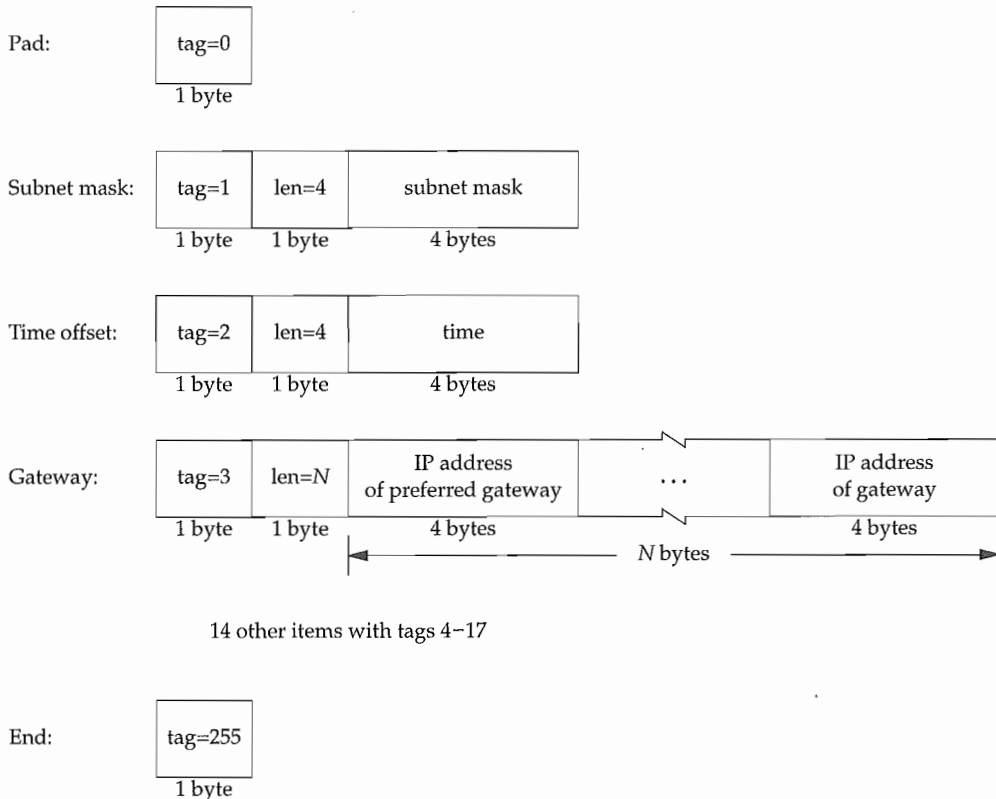 Pad:
tag=0
1 byte
Subnet mask:
tag=1
len=4
subnet mask
1 byte
1 byte
4 bytes
Time offset:
tag=2
len=4
time
1 byte
1 byte
4 bytes
Gateway:
tag=3
len=N
IP address
of preferred gateway
...
IP address
of gateway
1 byte
1 byte
4 bytes
4 bytes
N bytes
14 other items with tags 4–17
End:
tag=255
1 byte